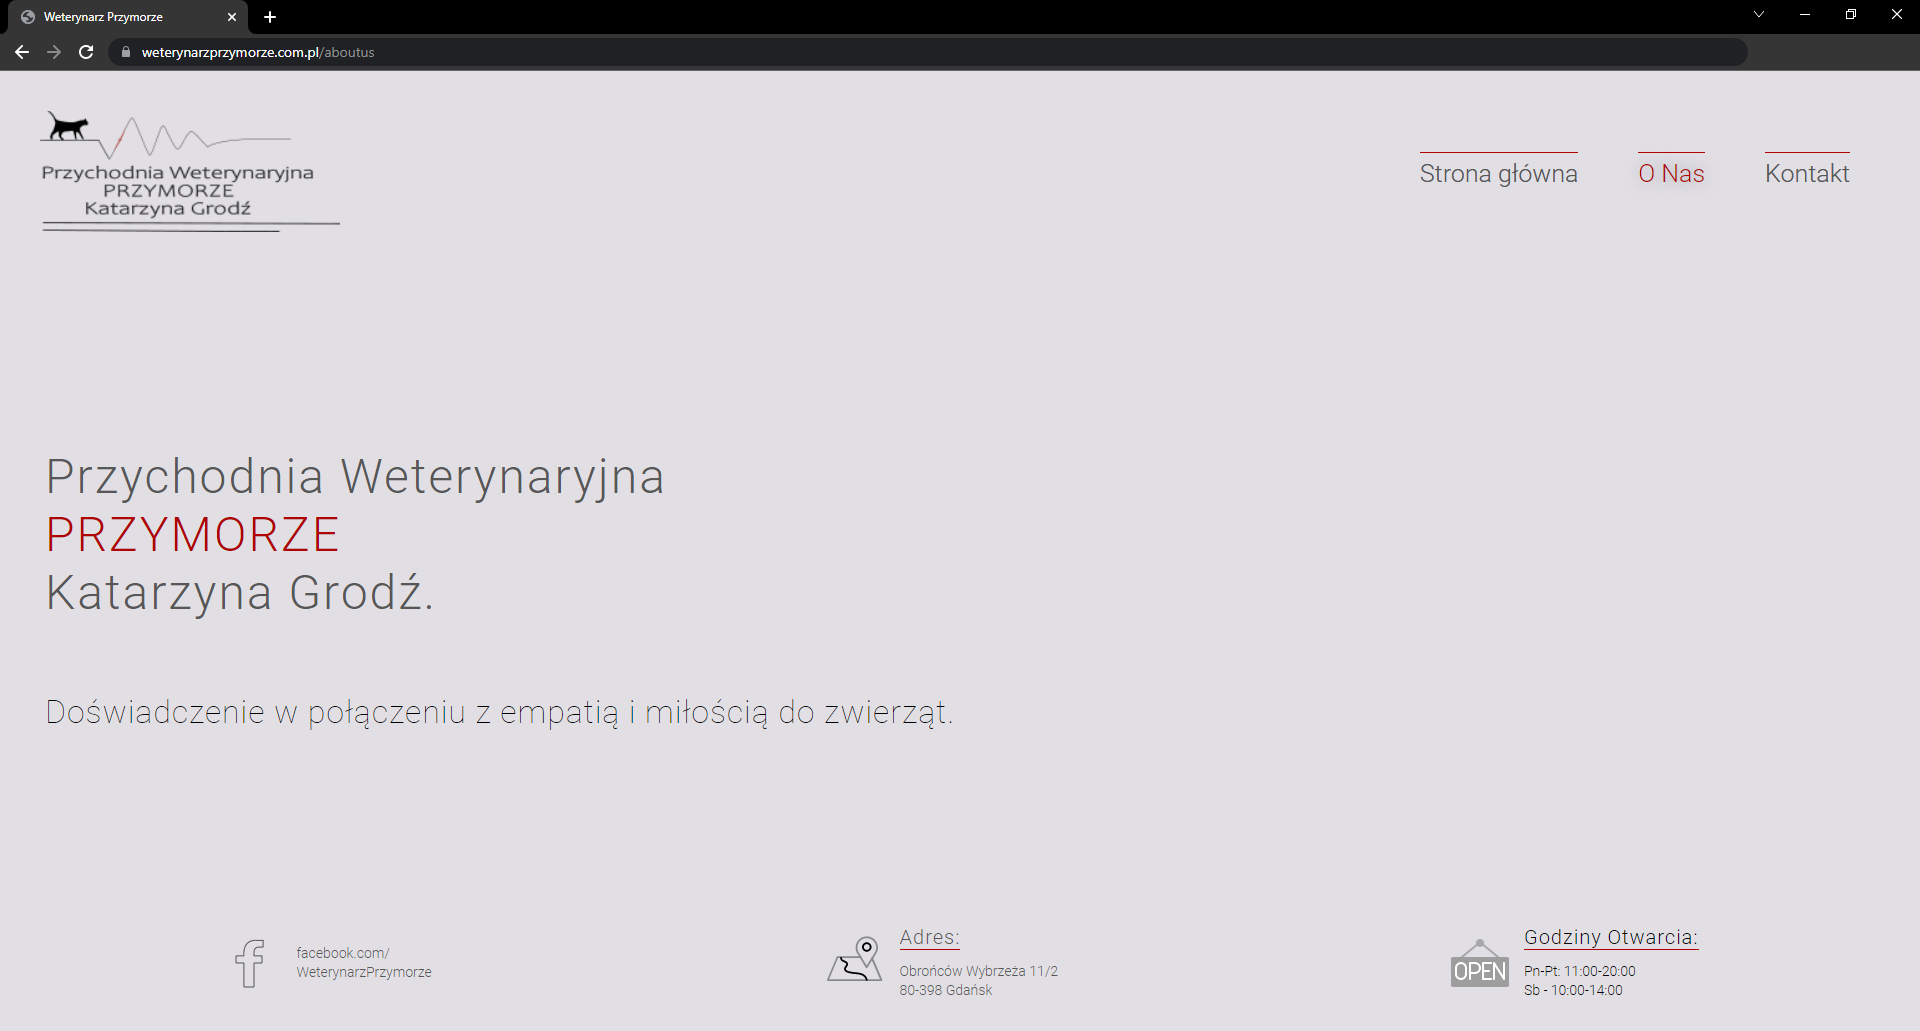 Weterynarz Przymorze
weterynarzprzymorze.com.pl/aboutus
Przychodnia Weterynaryjna
PRZYMORZE
Katarzyna Grodź
Strona główna
O Nas
Kontakt
Przychodnia Weterynaryjna
PRZYMORZE
Katarzyna Grodź.
Doświadczenie w połączeniu z empatią i miłością do zwierząt.
facebook.com/
WeterynarzPrzymorze
Adres:
Obrońców Wybrzeża 11/2
80-398 Gdańsk
OPEN
Godziny Otwarcia:
Pn-Pt: 11:00-20:00
Sb - 10:00-14:00